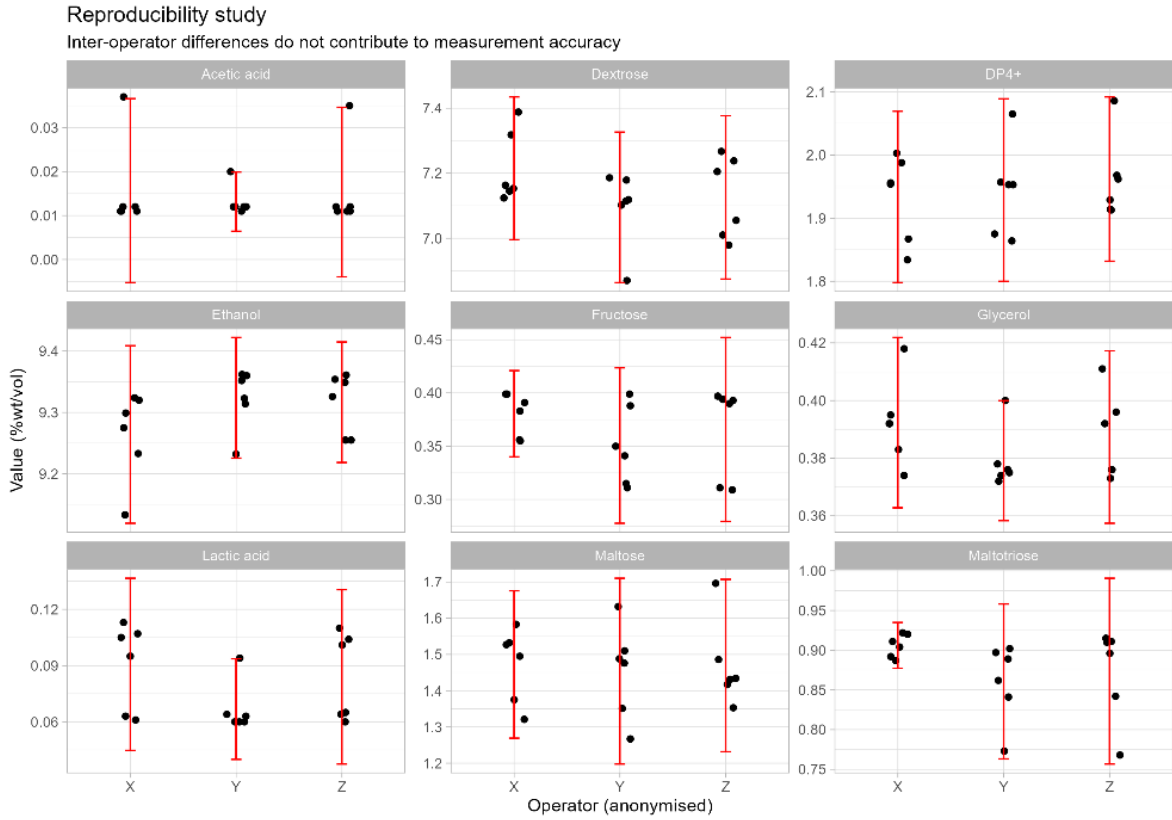 Reproducibility study
Inter-operator differences do not contribute to measurement accuracy
Acetic acid
Dextrose
DP4+
0.03
0.02
0.01
0.00
7.4
7.2
7.0
2.1
2.0
1.9
1.8
Ethanol
Fructose
Glycerol
9.4
9.3
9.2
0.45
0.40
0.35
0.30
0.42
0.40
0.38
0.36
Lactic acid
Maltose
Maltotriose
0.12
0.09
0.06
1.7
1.6
1.5
1.4
1.3
1.2
1.00
0.95
0.90
0.85
0.80
0.75
Value (%wt/vol)
X Y Z X Y Z X Y Z
Operator (anonymised)